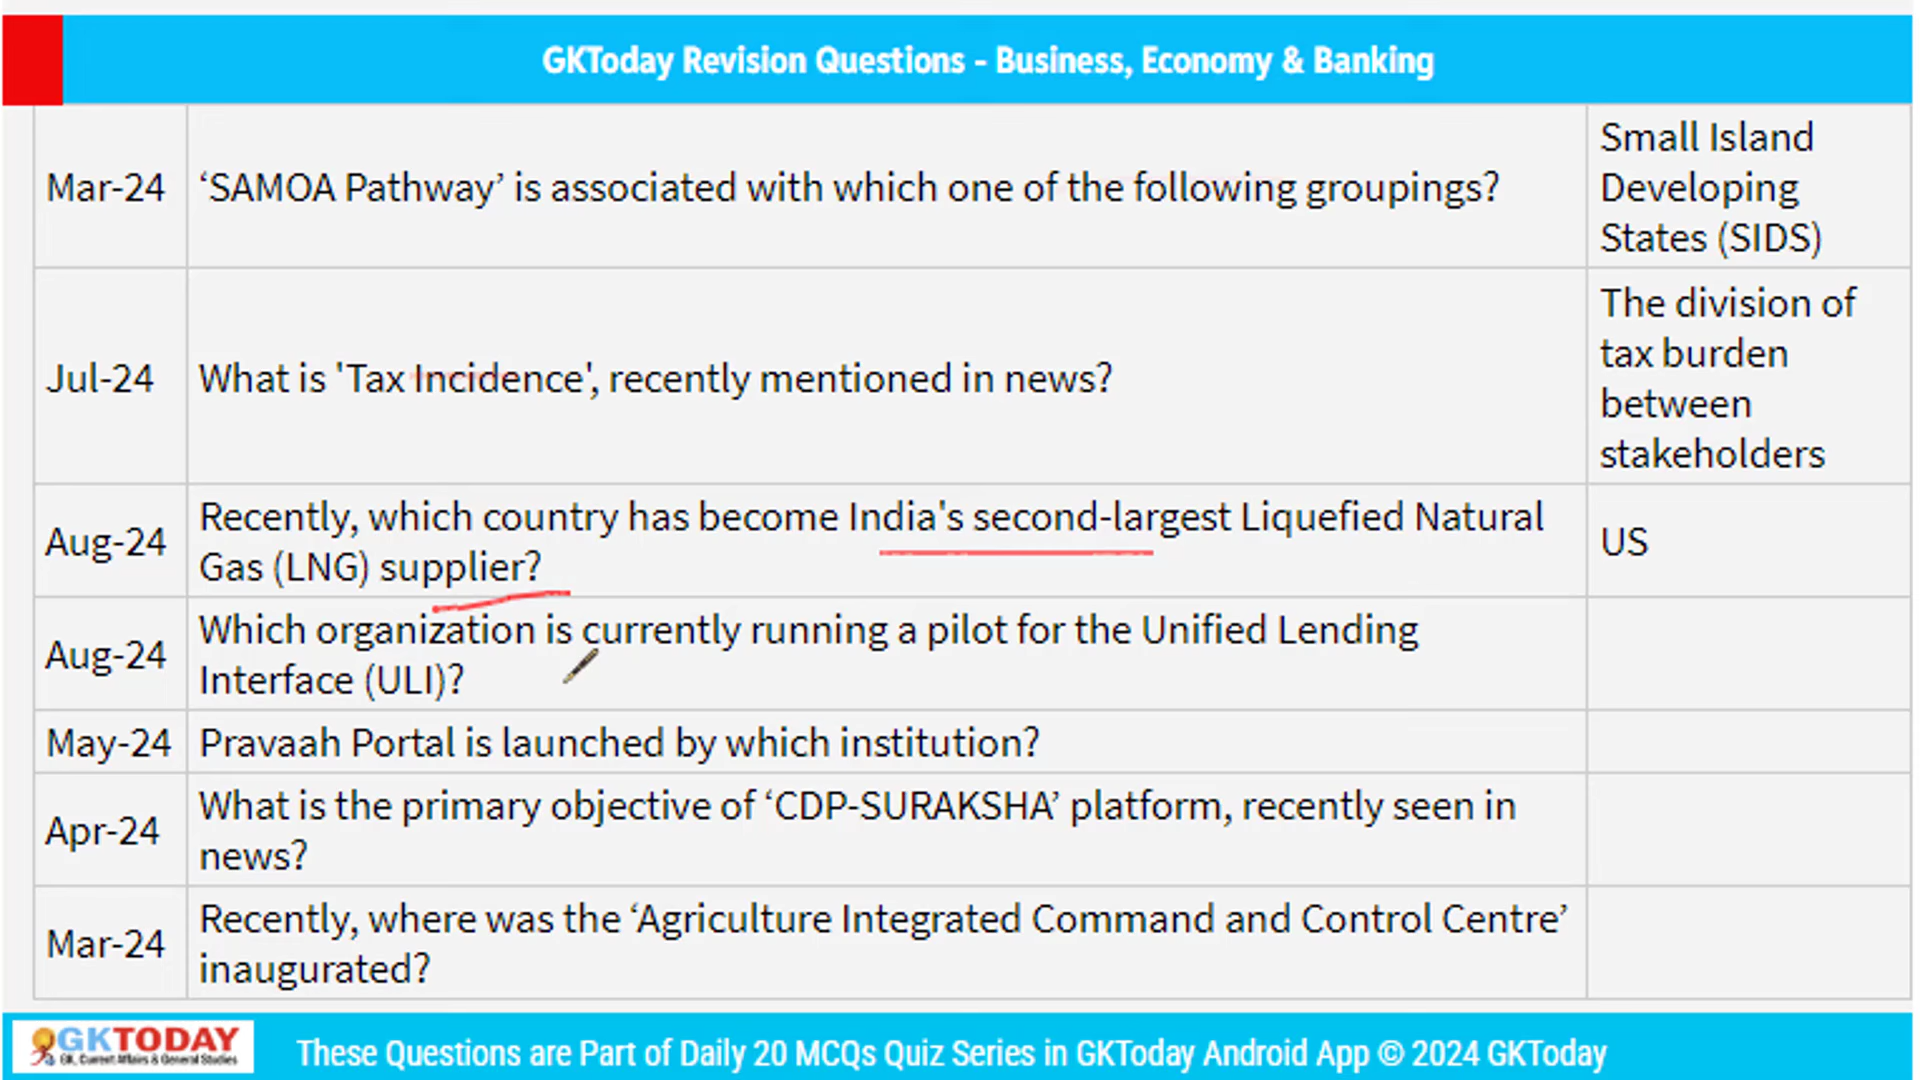 GKToday Revision Questions - Business, Economy & Banking
Mar-24
‘SAMOA Pathway’ is associated with which one of the following groupings?
Small Island
Developing
States (SIDS)
Jul-24
What is 'Tax Incidence', recently mentioned in news?
The division of
tax burden
between
stakeholders
Aug-24
Recently, which country has become India's second-largest Liquefied Natural
Gas (LNG) supplier?
US
Aug-24
Which organization is currently running a pilot for the Unified Lending
Interface (ULI)?
May-24
Pravaah Portal is launched by which institution?
Apr-24
What is the primary objective of ‘CDP-SURAKSHA’ platform, recently seen in
news?
Mar-24
Recently, where was the ‘Agriculture Integrated Command and Control Centre’
inaugurated?
GKTODAY
GK, Current Affairs & General Studies
These Questions are Part of Daily 20 MCQs Quiz Series in GKToday Android App © 2024 GKToday